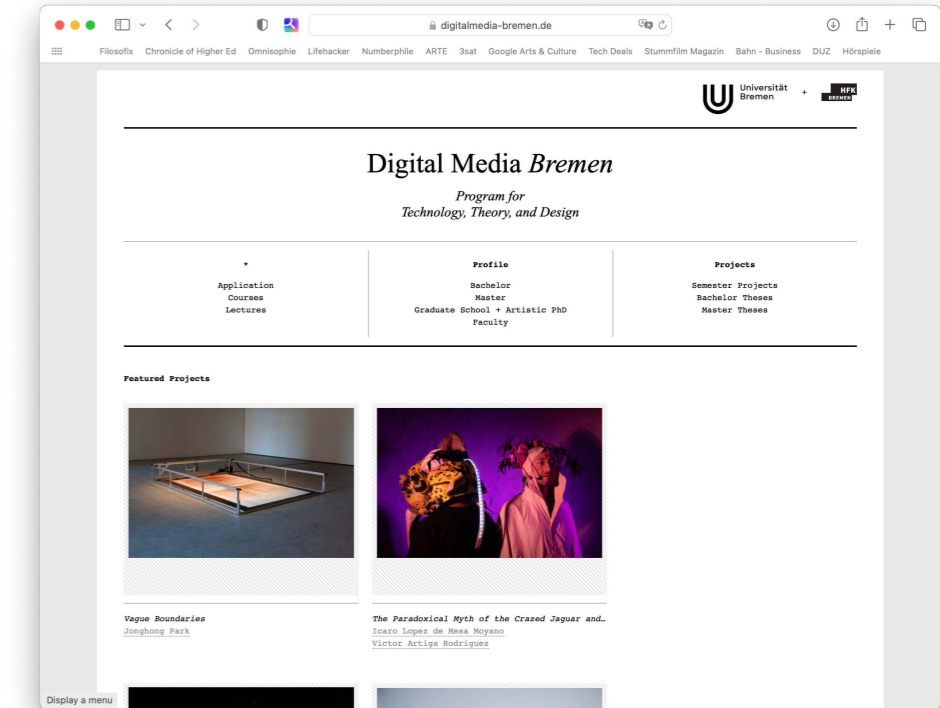 digitalmedia-bremen.de
Filosofix Chronicle of Higher Ed Omnisophie Lifehacker Numberphile ARTE 3sat Google Arts & Culture Tech Deals Stummfilm Magazin Bahn - Business DUZ Hörspiele
Universität
Bremen
+
HFK
BREMEN
Digital Media Bremen
Program for
Technology, Theory, and Design
*
Application
Courses
Lectures
Profile
Bachelor
Master
Graduate School + Artistic PhD
Faculty
Projects
Semester Projects
Bachelor Theses
Master Theses
Featured Projects
Vague Boundaries
Jonghong Park
The Paradoxical Myth of the Crazed Jaguar and…
Icaro Lopez de Mesa Moyano
Victor Artiga Rodriguez
Display a menu